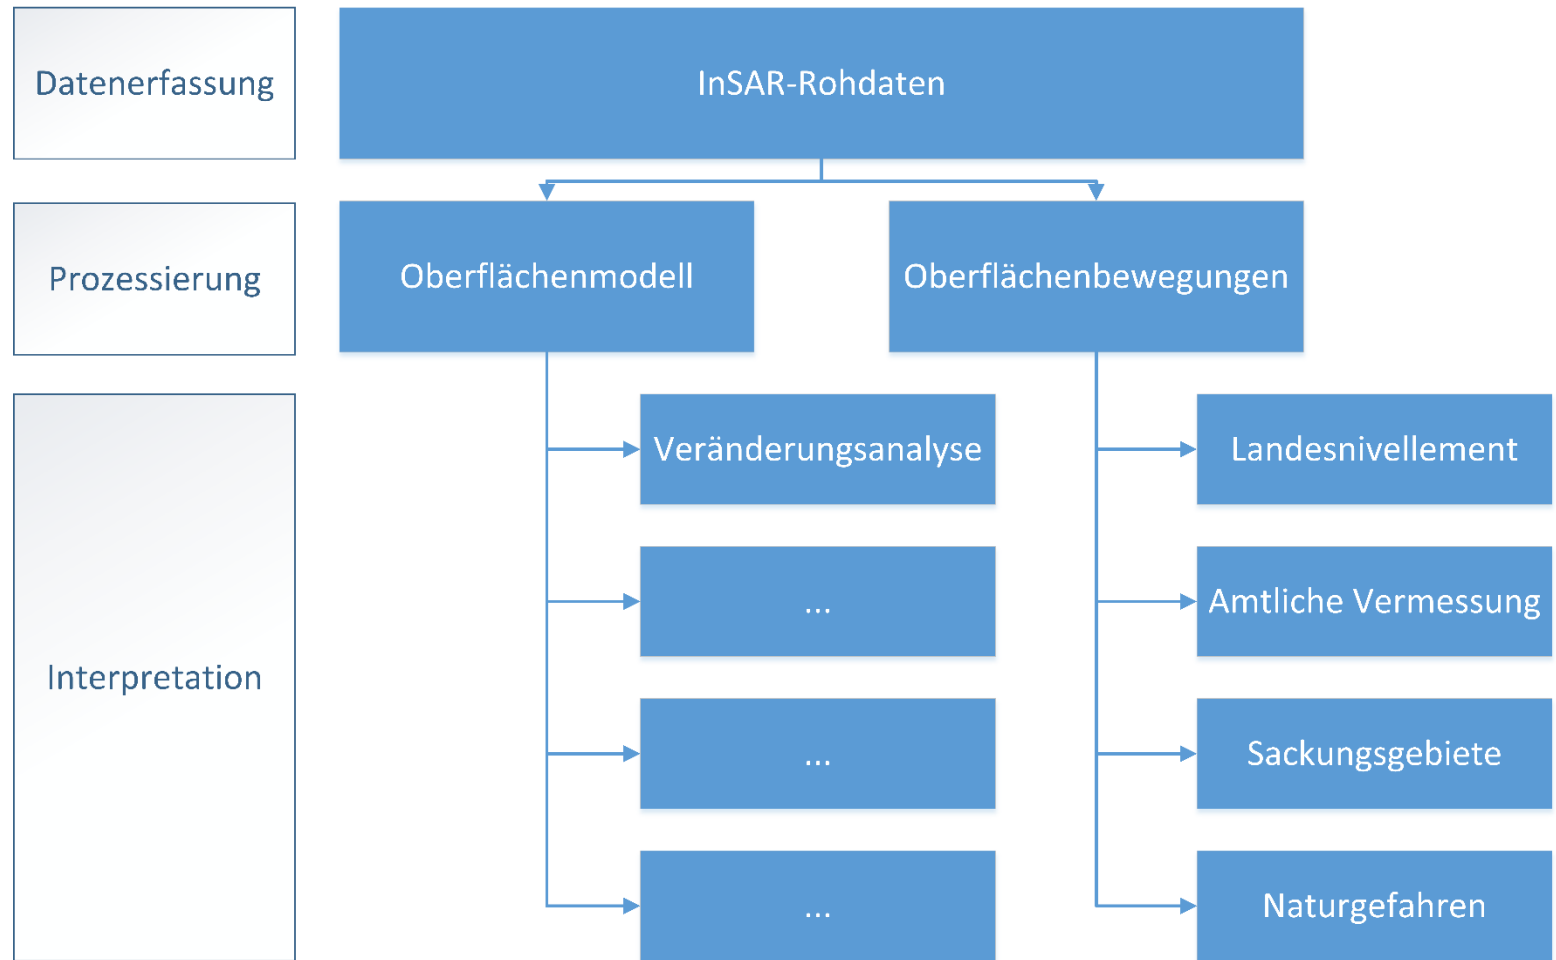 Datenerfassung
InSAR-Rohdaten
Prozessierung
Oberflächenmodell
Oberflächenbewegungen
Interpretation
Veränderungsanalyse
...
...
...
Landesnivellement
Amtliche Vermessung
Sackungsgebiete
Naturgefahren